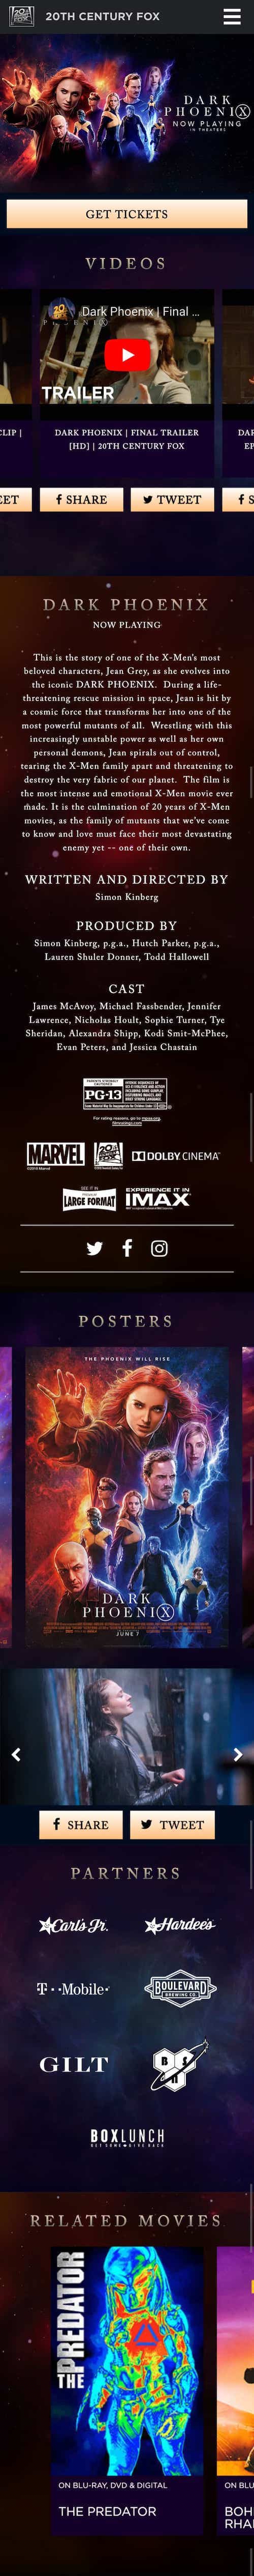 20TH CENTURY FOX
DARK
PHOENIX
NOW PLAYING
IN THEATERS
GET TICKETS
VIDEOS
Dark Phoenix | Final ...
TRAILER
CLIP |
DARK PHOENIX | FINAL TRAILER
[HD] | 20TH CENTURY FOX
DAR
EP
EET
SHARE
TWEET
S
DARK PHOENIX
NOW PLAYING
This is the story of one of the X-Men's most
beloved characters, Jean Grey, as she evolves into
the iconic DARK PHOENIX. During a life-
threatening rescue mission in space, Jean is hit by
a cosmic force that transforms her into one of the
most powerful mutants of all. Wrestling with this
increasingly unstable power as well as her own
personal demons, Jean spirals out of control,
tearing the X-Men family apart and threatening to
destroy the very fabric of our planet. The film is
the most intense and emotional X-Men movie ever
made. It is the culmination of 20 years of X-Men
movies, as the family of mutants that we've come
to know and love must face their most devastating
enemy yet -- one of their own.
WRITTEN AND DIRECTED BY
Simon Kinberg
PRODUCED BY
Simon Kinberg, p.g.a., Hutch Parker, p.g.a.,
Lauren Shuler Donner, Todd Hallowell
CAST
James McAvoy, Michael Fassbender, Jennifer
Lawrence, Nicholas Hoult, Sophie Turner, Tye
Sheridan, Alexandra Shipp, Kodi Smit-McPhee,
Evan Peters, and Jessica Chastain
PARENTS STRONGLY CAUTIONED
PG-13
MARVEL
DOLBY CINEMA
SEE IT IN
LARGE FORMAT
EXPERIENCE IT IN
IMAX
POSTERS
THE PHOENIX WILL RISE
DARK
PHOENIX
JUNE 7
SHARE
TWEET
PARTNERS
Carl's Jr.
Hardee's
T Mobile
BOULEVARD
BREWING CO
GILT
BSN
BOXLUNCH
GET SOME GIVE BACK
RELATED MOVIES
THE PREDATOR
ON BLU-RAY, DVD & DIGITAL
THE PREDATOR
ON BLU
BOH
RHA